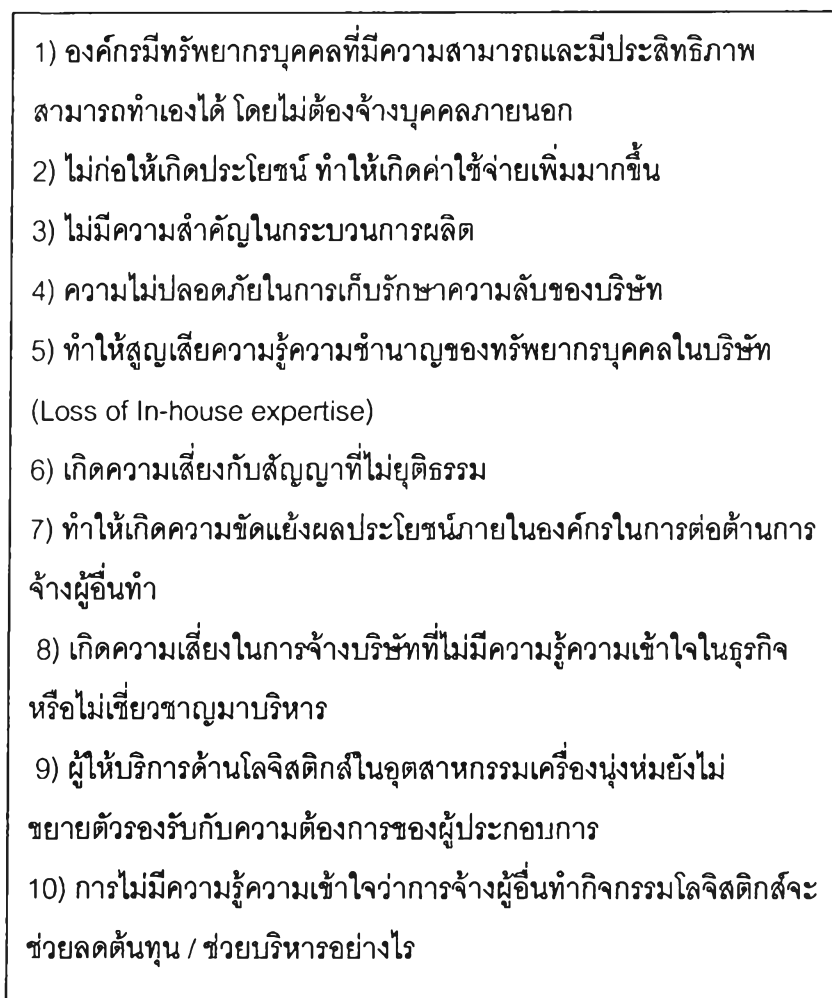 1) องค์กรมีทรัพยากรบุคคลที่มีความสามารถและมีประสิทธิภาพ
สามารถทำเองได้ โดยไม่ต้องจ้างบุคคลภายนอก
2) ไม่ก่อให้เกิดประโยชน์ ทำให้เกิดค่าใช้จ่ายเพิ่มมากขึ้น
3) ไม่มีความสำคัญในกระบวนการผลิต
4) ความไม่ปลอดภัยในการเก็บรักษาความลับของบริษัท
5) ทำให้สูญเสียความรู้ความชำนาญของทรัพยากรบุคคลในบริษัท
(Loss of In-house expertise)
6) เกิดความเสี่ยงกับสัญญาที่ไม่ยุติธรรม
7) ทำให้เกิดความขัดแย้งผลประโยชน์ภายในองค์กรในการต่อต้านการ
จ้างผู้อื่นทำ
8) เกิดความเสี่ยงในการจ้างบริษัทที่ไม่มีความรู้ความเข้าใจในธุรกิจ
หรือไม่เชี่ยวชาญมาบริหาร
9) ผู้ให้บริการด้านโลจิสติกส์ในอุตสาหกรรมเครื่องนุ่งห่มยังไม่
ขยายตัวรองรับกับความต้องการของผู้ประกอบการ
10) การไม่มีความรู้ความเข้าใจว่าการจ้างผู้อื่นทำกิจกรรมโลจิสติกส์จะ
ช่วยลดต้นทุน / ช่วยบริหารอย่างไร